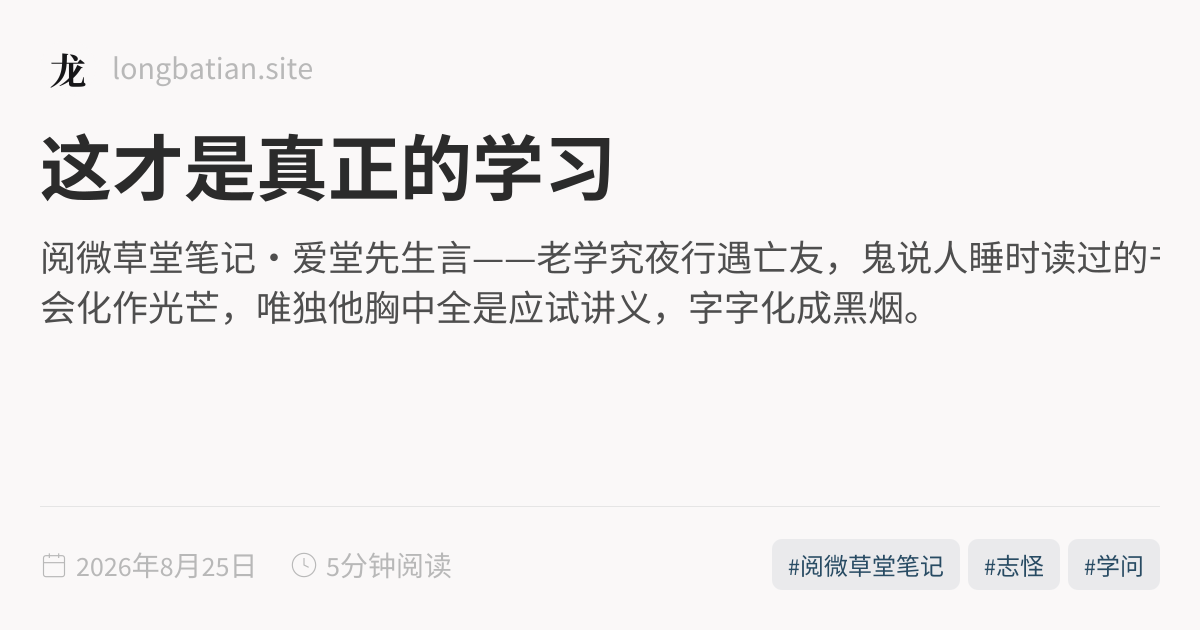 龙 longbatian.site
这才是真正的学习
阅微草堂笔记・爱堂先生言——老学究夜行遇亡友，鬼说人睡时读过的
会化作光芒，唯独他胸中全是应试讲义，字字化成黑烟。
2026年8月25日 5分钟阅读 #阅微草堂笔记 #志怪 #学问